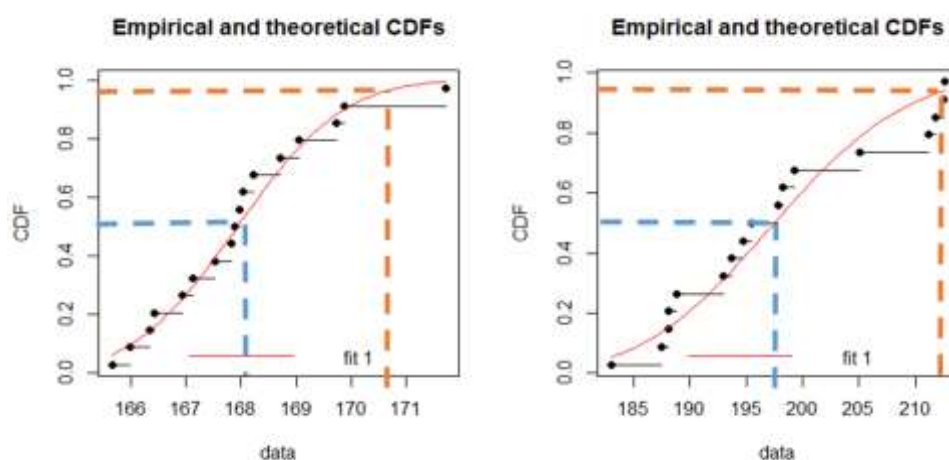 Empirical and theoretical CDFs
CDF
0.0 0.2 0.4 0.6 0.8 1.0
fit 1
166 167 168 169 170 171
data
Empirical and theoretical CDFs
CDF
0.0 0.2 0.4 0.6 0.8 1.0
fit 1
185 190 195 200 205 210
data